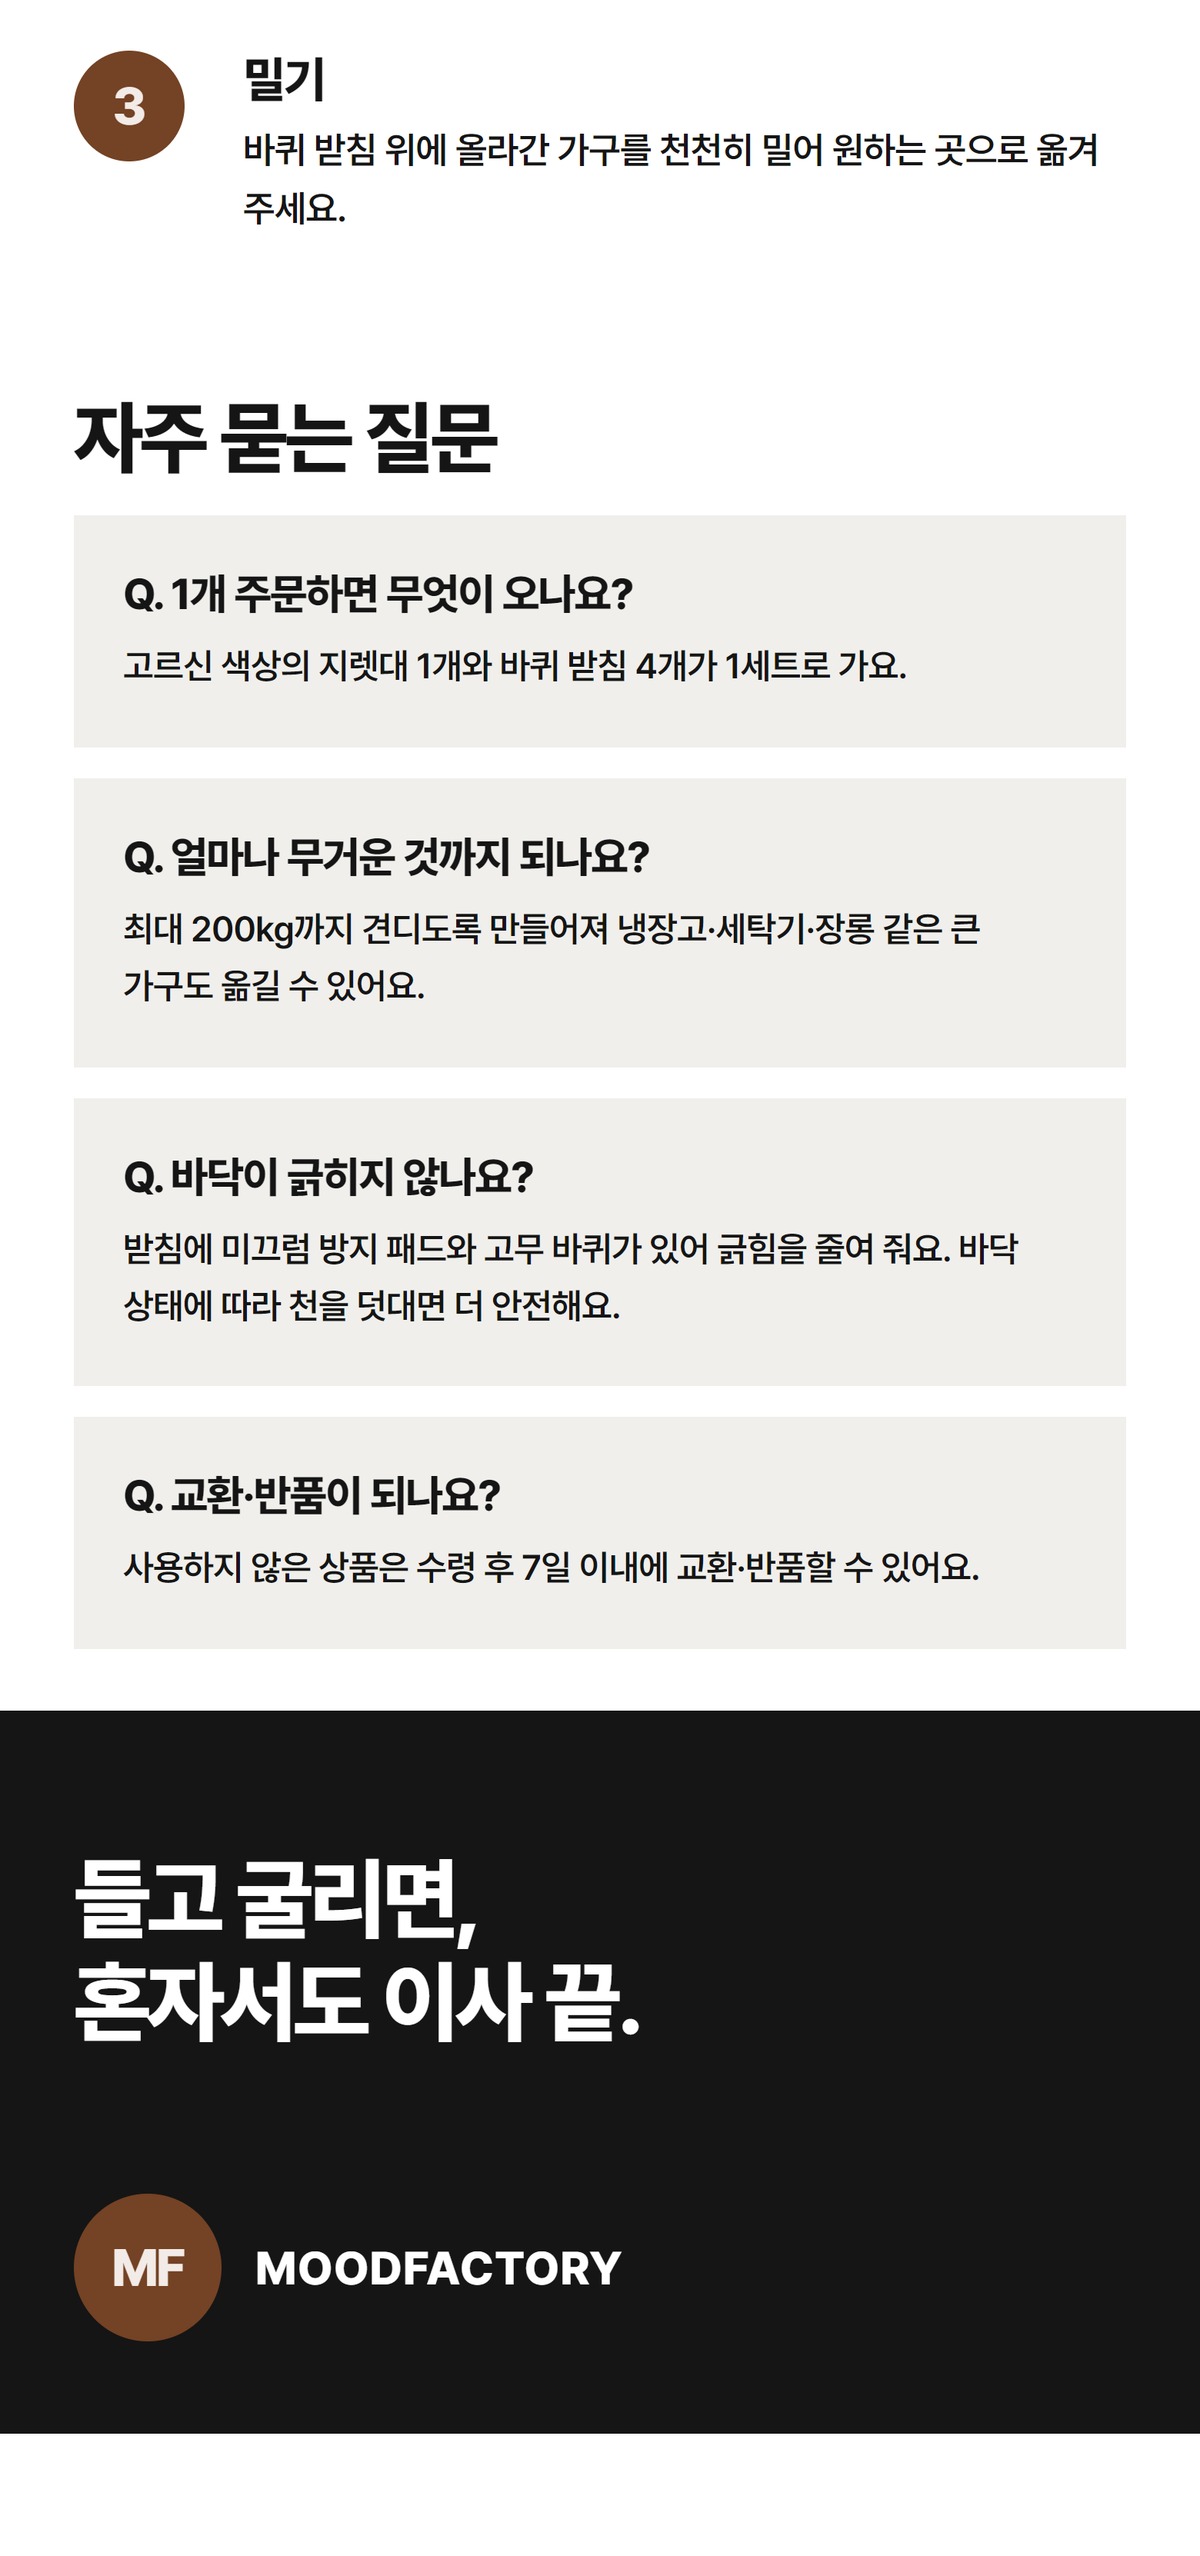 3
밀기
바퀴 받침 위에 올라간 가구를 천천히 밀어 원하는 곳으로 옮겨
주세요.
자주 묻는 질문
Q. 1개 주문하면 무엇이 오나요?
고르신 색상의 지렛대 1개와 바퀴 받침 4개가 1세트로 가요.
Q. 얼마나 무거운 것까지 되나요?
최대 200kg까지 견디도록 만들어져 냉장고·세탁기·장롱 같은 큰
가구도 옮길 수 있어요.
Q. 바닥이 긁히지 않나요?
받침에 미끄럼 방지 패드와 고무 바퀴가 있어 긁힘을 줄여 줘요. 바닥
상태에 따라 천을 덧대면 더 안전해요.
Q. 교환·반품이 되나요?
사용하지 않은 상품은 수령 후 7일 이내에 교환·반품할 수 있어요.
들고 굴리면,
혼자서도 이사 끝.
MF
MOODFACTORY